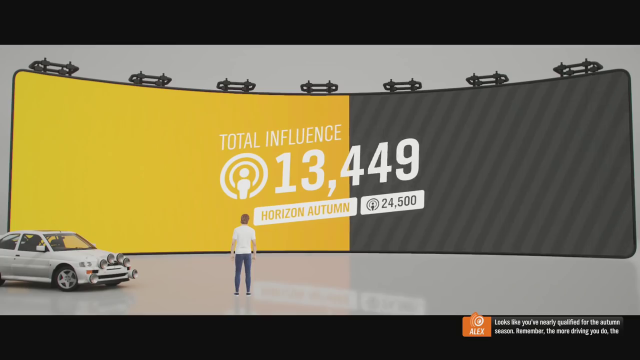 TOTAL INFLUENCE
13,449
HORIZON AUTUMN 24,500
ALEX
Looks like you've nearly qualified for the autumn
season. Remember, the more driving you do, the